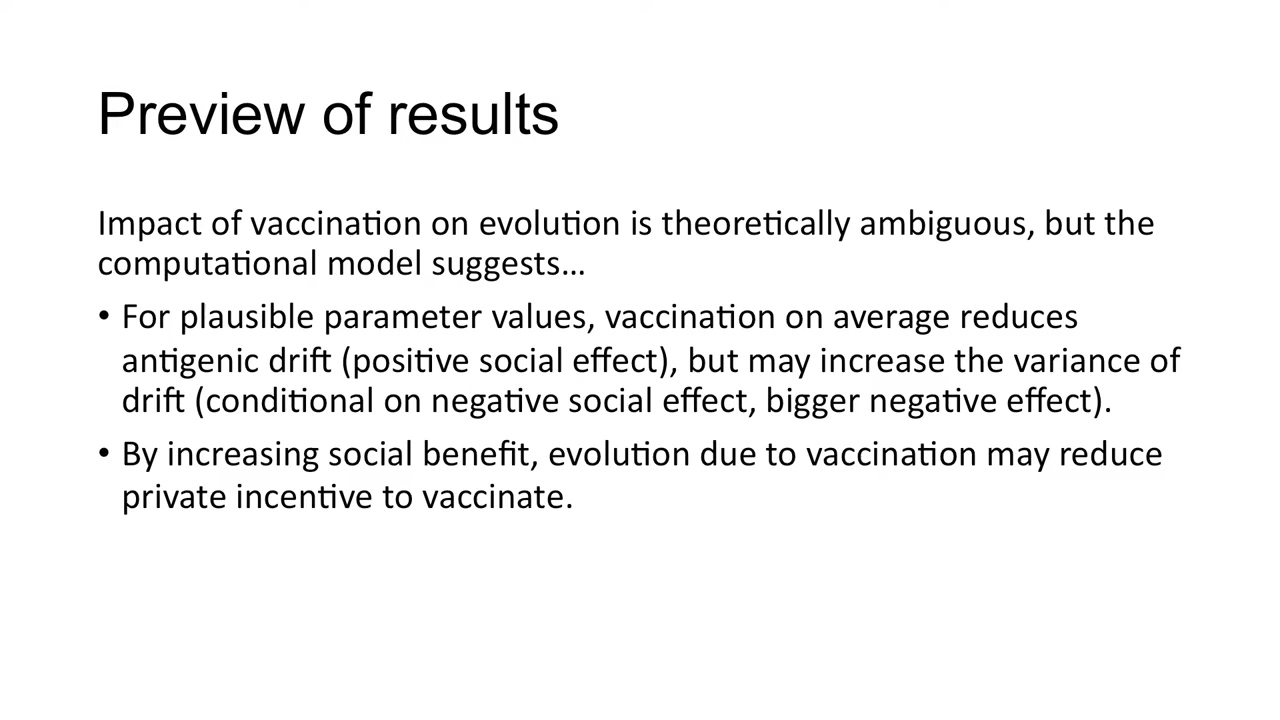 Preview of results
Impact of vaccination on evolution is theoretically ambiguous, but the
computational model suggests...
• For plausible parameter values, vaccination on average reduces
antigenic drift (positive social effect), but may increase the variance of
drift (conditional on negative social effect, bigger negative effect).
• By increasing social benefit, evolution due to vaccination may reduce
private incentive to vaccinate.